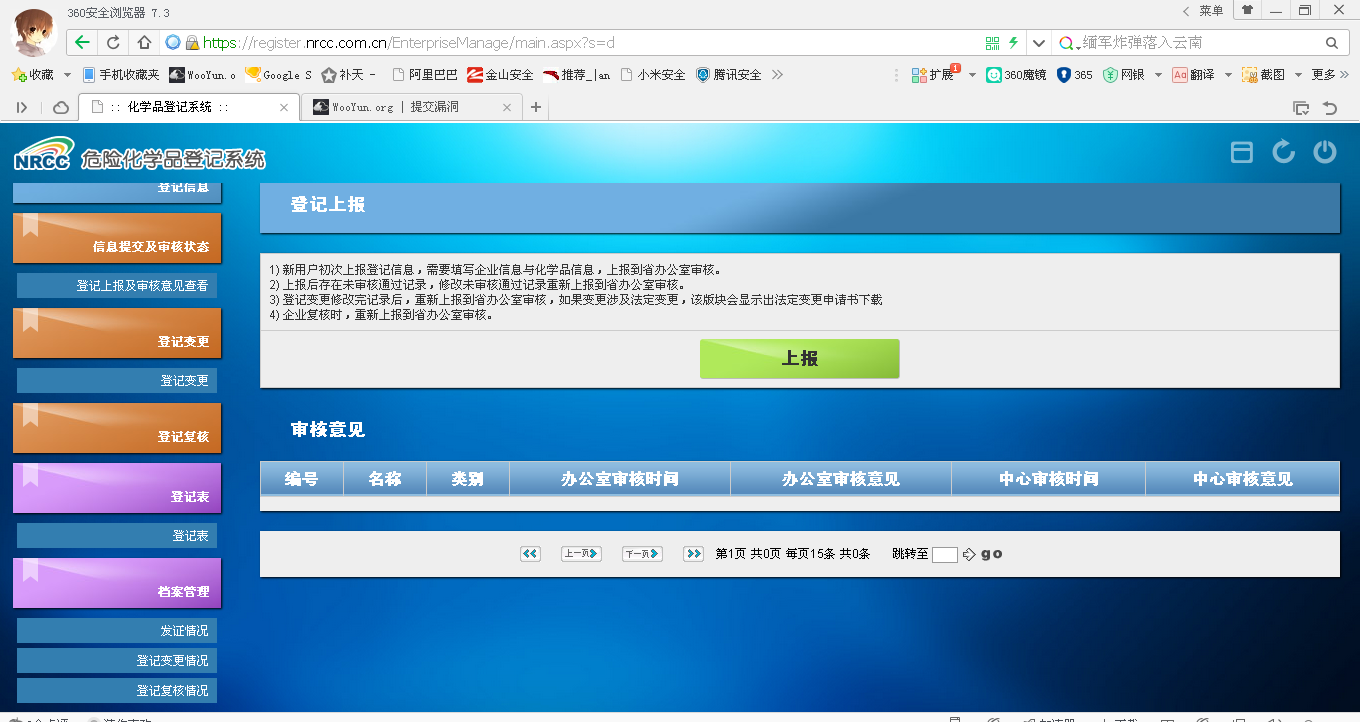 360安全浏览器 7.3
菜单
https://register.nrcc.com.cn/EnterpriseManage/main.aspx?s=d
缅军炸弹落入云南
收藏 手机收藏夹 WooYun.o Google S 补天 - 阿里巴巴 金山安全 推荐_|an 小米安全 腾讯安全 扩展 1 360魔镜 365 网银 翻译 截图 更多
:: 化学品登记系统 ::
WooYun.org | 提交漏洞
NRCC 危险化学品登记系统
登记信息
信息提交及审核状态
登记上报及审核意见查看
登记变更
登记变更
登记复核
登记表
登记表
档案管理
发证情况
登记变更情况
登记复核情况
登记上报
1) 新用户初次上报登记信息，需要填写企业信息与化学品信息，上报到省办公室审核。
2) 上报后存在未审核通过记录，修改未审核通过记录重新上报到省办公室审核。
3) 登记变更修改完记录后，重新上报到省办公室审核，如果变更涉及法定变更，该版块会显示出法定变更申请书下载
4) 企业复核时，重新上报到省办公室审核。
上报
审核意见
编号 名称 类别 办公室审核时间 办公室审核意见 中心审核时间 中心审核意见
上一页 下一页 第1页 共0页 每页15条 共0条 跳转至 go